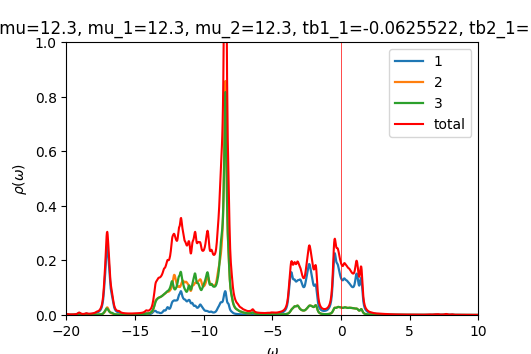 mu=12.3, mu_1=12.3, mu_2=12.3, tb1_1=-0.0625522, tb2_1=
1.0
0.8
0.6
0.4
0.2
0.0
ρ(ω)
1
2
3
total
−20 −15 −10 −5 0 5 10
ω